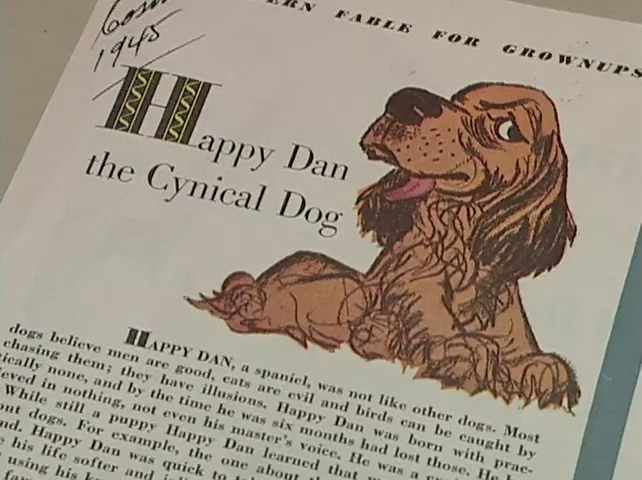 1945
ERN FABLE FOR GROWNUPS
Happy Dan
the Cynical Dog
HAPPY DAN, a spaniel, was not like other dogs. Most
dogs believe men are good, cats are evil and birds can be caught by
chasing them; they have illusions. Happy Dan was born with prac-
tically none, and by the time he was six months had lost those. He
eved in nothing, not even his master's voice. He was a
While still a puppy Happy Dan learned that
out dogs. For example, the one about
nd. Happy Dan was quick to
his life softer and
using his